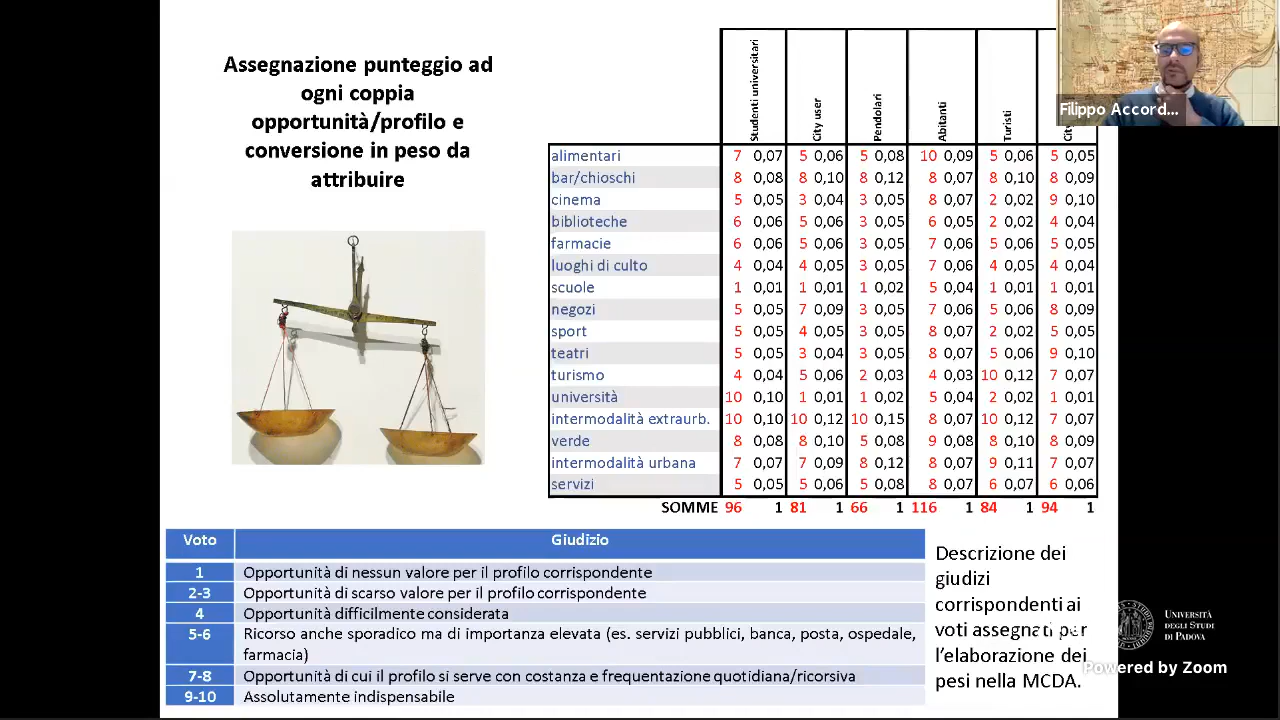 Assegnazione punteggio ad
ogni coppia
opportunità/profilo e
conversione in peso da
attribuire
Studenti universitari
City user
Pendolari
Abitanti
Turisti
City
Filippo Accord...
alimentari 7 0,07 5 0,06 5 0,08 10 0,09 5 0,06 5 0,05
bar/chioschi 8 0,08 8 0,10 8 0,12 8 0,07 8 0,10 8 0,09
cinema 5 0,05 3 0,04 3 0,05 8 0,07 2 0,02 9 0,10
biblioteche 6 0,06 5 0,06 3 0,05 6 0,05 2 0,02 4 0,04
farmacie 6 0,06 5 0,06 3 0,05 7 0,06 5 0,06 5 0,05
luoghi di culto 4 0,04 4 0,05 3 0,05 7 0,06 4 0,05 4 0,04
scuole 1 0,01 1 0,01 1 0,02 5 0,04 1 0,01 1 0,01
negozi 5 0,05 7 0,09 3 0,05 7 0,06 5 0,06 8 0,09
sport 5 0,05 4 0,05 3 0,05 8 0,07 2 0,02 5 0,05
teatri 5 0,05 3 0,04 3 0,05 8 0,07 5 0,06 9 0,10
turismo 4 0,04 5 0,06 2 0,03 4 0,03 10 0,12 7 0,07
università 10 0,10 1 0,01 1 0,02 5 0,04 2 0,02 1 0,01
intermodalità extraurb. 10 0,10 10 0,12 10 0,15 8 0,07 10 0,12 7 0,07
verde 8 0,08 8 0,10 5 0,08 9 0,08 8 0,10 8 0,09
intermodalità urbana 7 0,07 7 0,09 8 0,12 8 0,07 9 0,11 7 0,07
servizi 5 0,05 5 0,06 5 0,08 8 0,07 6 0,07 6 0,06
SOMME 96 1 81 1 66 1 116 1 84 1 94 1
Voto Giudizio
1 Opportunità di nessun valore per il profilo corrispondente
2-3 Opportunità di scarso valore per il profilo corrispondente
4 Opportunità difficilmente considerata
5-6 Ricorso anche sporadico ma di importanza elevata (es. servizi pubblici, banca, posta, ospedale,
farmacia)
7-8 Opportunità di cui il profilo si serve con costanza e frequentazione quotidiana/ricorsiva
9-10 Assolutamente indispensabile
Descrizione dei
giudizi
corrispondenti ai
voti assegnati per
l'elaborazione dei
pesi nella MCDA.
UNIVERSITÀ
DEGLI STUDI
DI PADOVA
Powered by Zoom